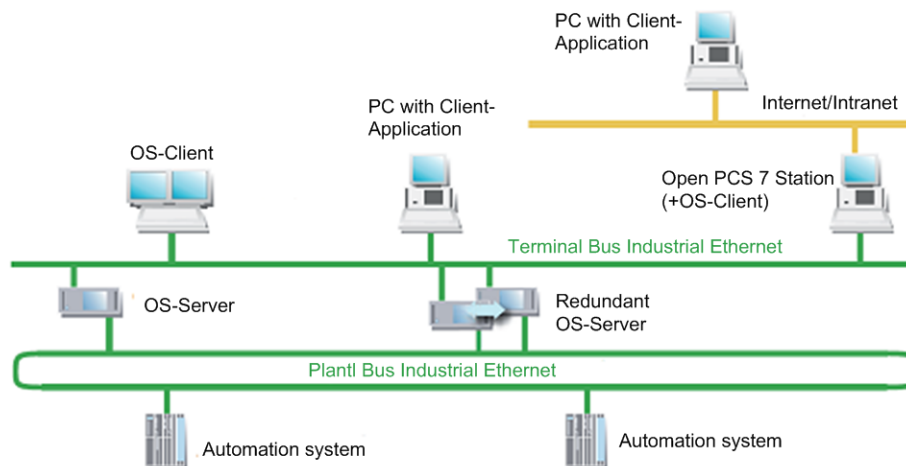 PC with Client-
Application
Internet/Intranet
PC with Client-
Application
OS-Client
Open PCS 7 Station
(+OS-Client)
Terminal Bus Industrial Ethernet
OS-Server
Redundant
OS-Server
Plantl Bus Industrial Ethernet
Automation system
Automation system